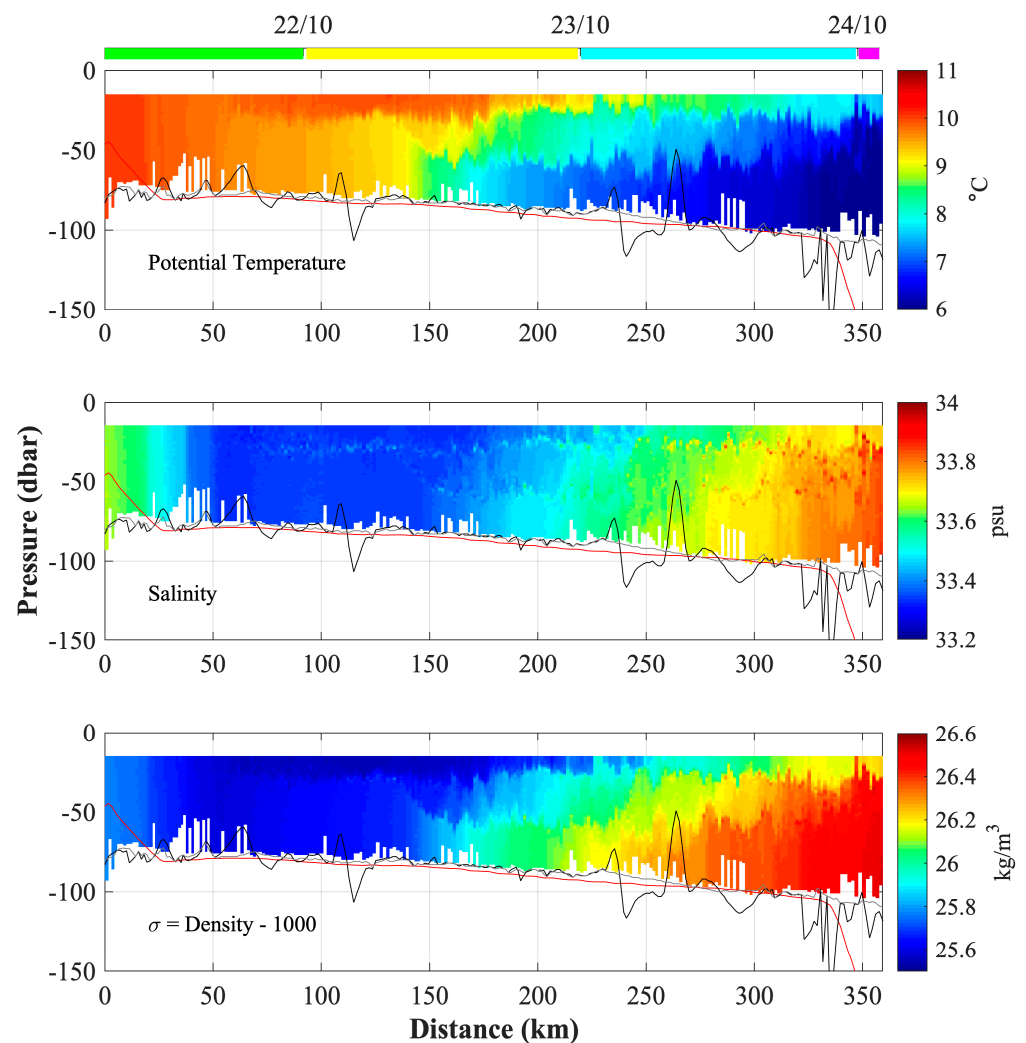 22/10 23/10 24/10
0
-50
-100
-150
Potential Temperature
0 50 100 150 200 250 300 350
11
10
9
8
7
6
°C
Pressure (dbar)
0
-50
-100
-150
Salinity
0 50 100 150 200 250 300 350
34
33.8
33.6
33.4
33.2
psu
0
-50
-100
-150
σ = Density - 1000
0 50 100 150 200 250 300 350
Distance (km)
26.6
26.4
26.2
26
25.8
25.6
kg/m³